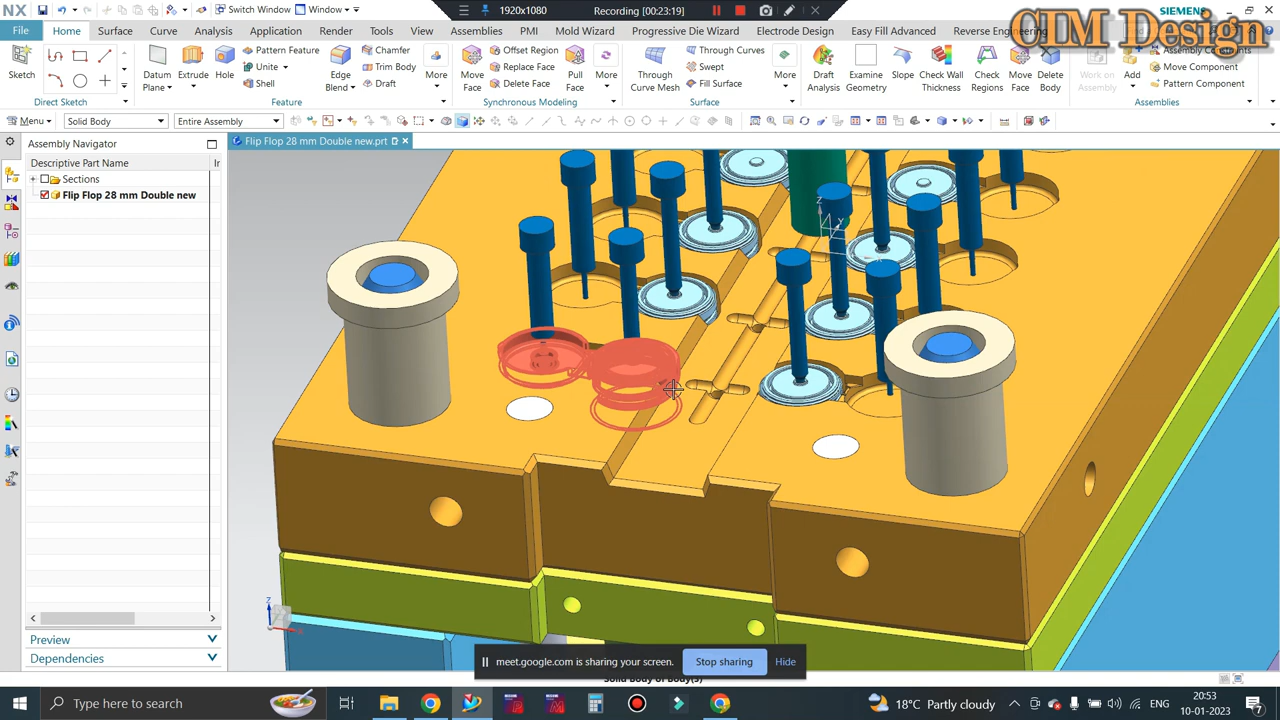 NX
Switch Window
Window
1920x1080
Recording [00:23:19]
SIEMENS
CIM Design
File
Home
Surface
Curve
Analysis
Application
Render
Tools
View
Assemblies
PMI
Mold Wizard
Progressive Die Wizard
Electrode Design
Easy Fill Advanced
Reverse Engineering
Sketch
Direct Sketch
Datum Plane
Extrude
Hole
Pattern Feature
Unite
Shell
Edge Blend
Chamfer
Trim Body
Draft
More
Feature
Move Face
Offset Region
Replace Face
Delete Face
Pull Face
More
Synchronous Modeling
Through Curve Mesh
Through Curves
Swept
Fill Surface
More
Surface
Draft Analysis
Examine Geometry
Slope
Check Wall Thickness
Check Regions
Move Face
Delete Body
Work on Assembly
Add
Assembly Constraints
Move Component
Pattern Component
Assemblies
Menu
Solid Body
Entire Assembly
Assembly Navigator
Flip Flop 28 mm Double new.prt
Descriptive Part Name
Ir
Sections
Flip Flop 28 mm Double new
Z
Y
Z
X
Preview
Dependencies
meet.google.com is sharing your screen.
Stop sharing
Hide
Solid Body of Body(3)
Type here to search
18°C Partly cloudy
ENG
20:53
10-01-2023
7